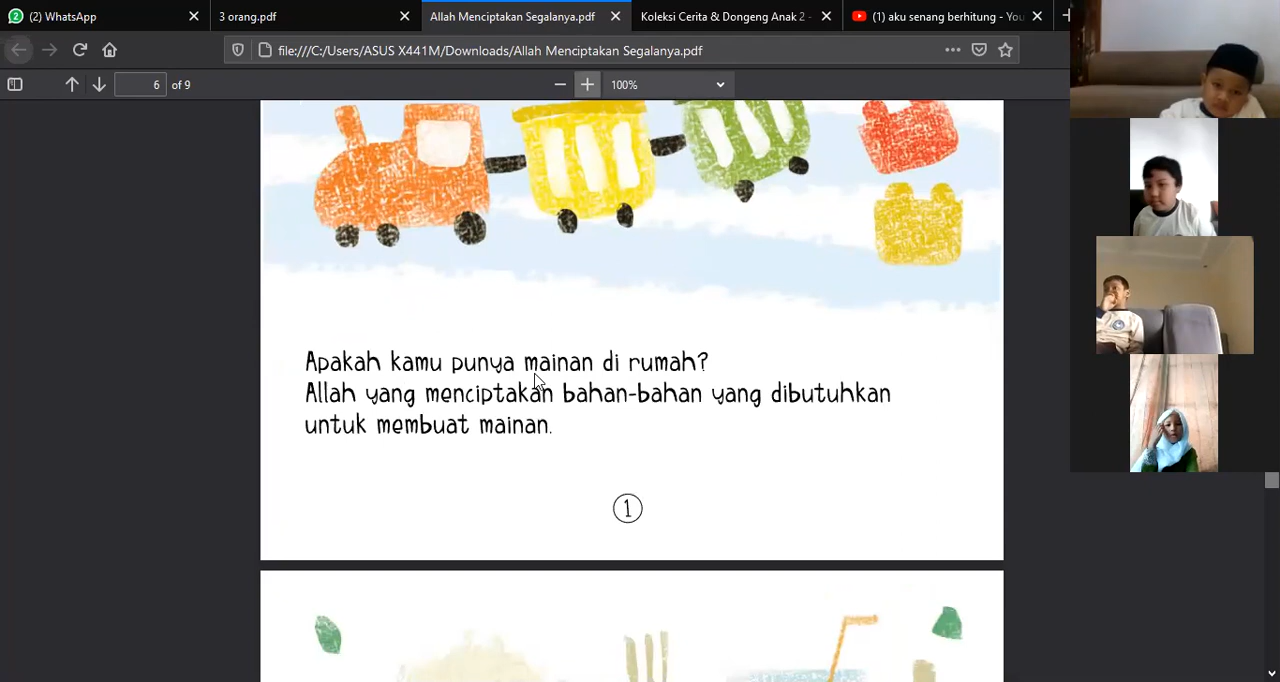 (2) WhatsApp
3 orang.pdf
Allah Menciptakan Segalanya.pdf
Koleksi Cerita & Dongeng Anak 2 -
(1) aku senang berhitung - You
file:///C:/Users/ASUS X441M/Downloads/Allah Menciptakan Segalanya.pdf
6 of 9
100%
Apakah kamu punya mainan di rumah?
Allah yang menciptakan bahan-bahan yang dibutuhkan
untuk membuat mainan.
1